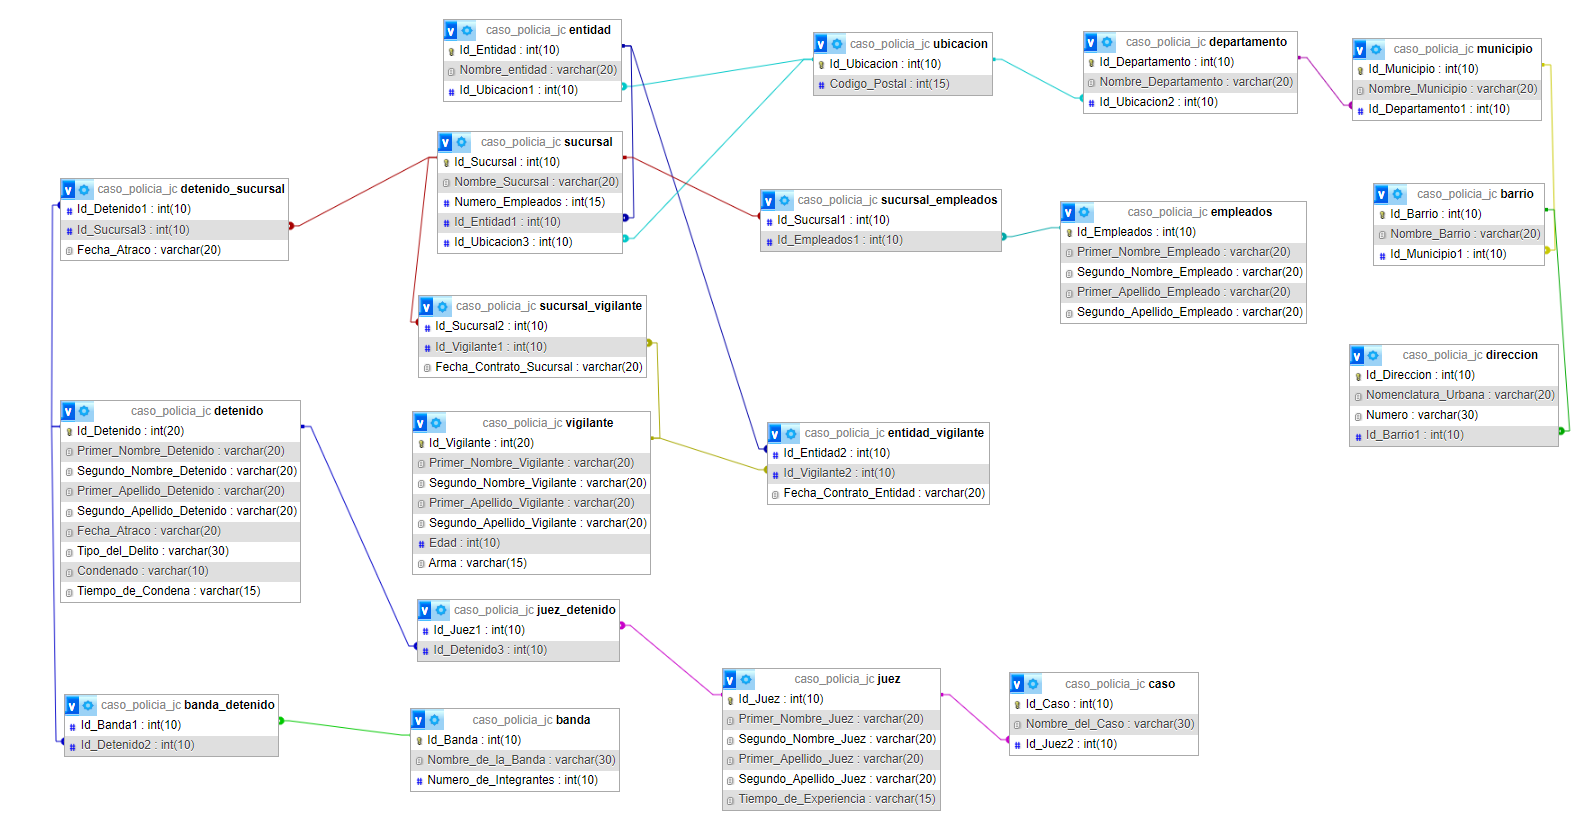 caso_policia_jc entidad
Id_Entidad : int(10)
Nombre_entidad : varchar(20)
Id_Ubicacion1 : int(10)
caso_policia_jc ubicacion
Id_Ubicacion : int(10)
Codigo_Postal : int(15)
caso_policia_jc departamento
Id_Departamento : int(10)
Nombre_Departamento : varchar(20)
Id_Ubicacion2 : int(10)
caso_policia_jc municipio
Id_Municipio : int(10)
Nombre_Municipio : varchar(20)
Id_Departamento1 : int(10)
caso_policia_jc sucursal
Id_Sucursal : int(10)
Nombre_Sucursal : varchar(20)
Numero_Empleados : int(15)
Id_Entidad1 : int(10)
Id_Ubicacion3 : int(10)
caso_policia_jc detenido_sucursal
Id_Detenido1 : int(10)
Id_Sucursal3 : int(10)
Fecha_Atraco : varchar(20)
caso_policia_jc sucursal_empleados
Id_Sucursal1 : int(10)
Id_Empleados1 : int(10)
caso_policia_jc empleados
Id_Empleados : int(10)
Primer_Nombre_Empleado : varchar(20)
Segundo_Nombre_Empleado : varchar(20)
Primer_Apellido_Empleado : varchar(20)
Segundo_Apellido_Empleado : varchar(20)
caso_policia_jc barrio
Id_Barrio : int(10)
Nombre_Barrio : varchar(20)
Id_Municipio1 : int(10)
caso_policia_jc sucursal_vigilante
Id_Sucursal2 : int(10)
Id_Vigilante1 : int(10)
Fecha_Contrato_Sucursal : varchar(20)
caso_policia_jc direccion
Id_Direccion : int(10)
Nomenclatura_Urbana : varchar(20)
Numero : varchar(30)
Id_Barrio1 : int(10)
caso_policia_jc detenido
Id_Detenido : int(20)
Primer_Nombre_Detenido : varchar(20)
Segundo_Nombre_Detenido : varchar(20)
Primer_Apellido_Detenido : varchar(20)
Segundo_Apellido_Detenido : varchar(20)
Fecha_Atraco : varchar(20)
Tipo_del_Delito : varchar(30)
Condenado : varchar(10)
Tiempo_de_Condena : varchar(15)
caso_policia_jc vigilante
Id_Vigilante : int(20)
Primer_Nombre_Vigilante : varchar(20)
Segundo_Nombre_Vigilante : varchar(20)
Primer_Apellido_Vigilante : varchar(20)
Segundo_Apellido_Vigilante : varchar(20)
Edad : int(10)
Arma : varchar(15)
caso_policia_jc entidad_vigilante
Id_Entidad2 : int(10)
Id_Vigilante2 : int(10)
Fecha_Contrato_Entidad : varchar(20)
caso_policia_jc juez_detenido
Id_Juez1 : int(10)
Id_Detenido3 : int(10)
caso_policia_jc banda_detenido
Id_Banda1 : int(10)
Id_Detenido2 : int(10)
caso_policia_jc banda
Id_Banda : int(10)
Nombre_de_la_Banda : varchar(30)
Numero_de_Integrantes : int(10)
caso_policia_jc juez
Id_Juez : int(10)
Primer_Nombre_Juez : varchar(20)
Segundo_Nombre_Juez : varchar(20)
Primer_Apellido_Juez : varchar(20)
Segundo_Apellido_Juez : varchar(20)
Tiempo_de_Experiencia : varchar(15)
caso_policia_jc caso
Id_Caso : int(10)
Nombre_del_Caso : varchar(30)
Id_Juez2 : int(10)